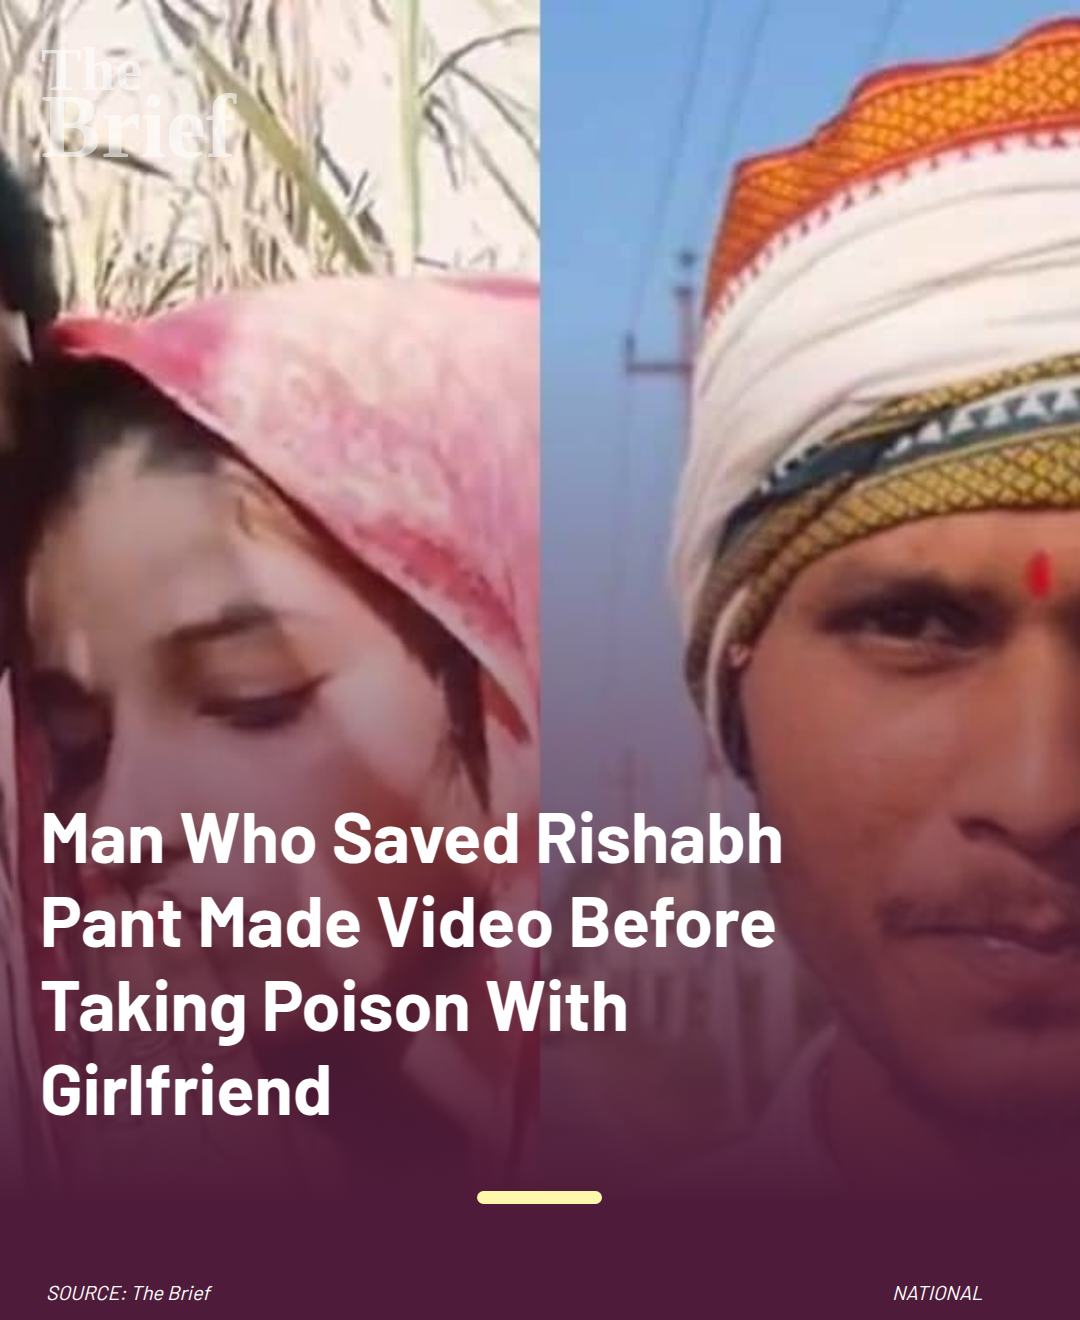 The
Brief
Man Who Saved Rishabh
Pant Made Video Before
Taking Poison With
Girlfriend
SOURCE: The Brief
NATIONAL